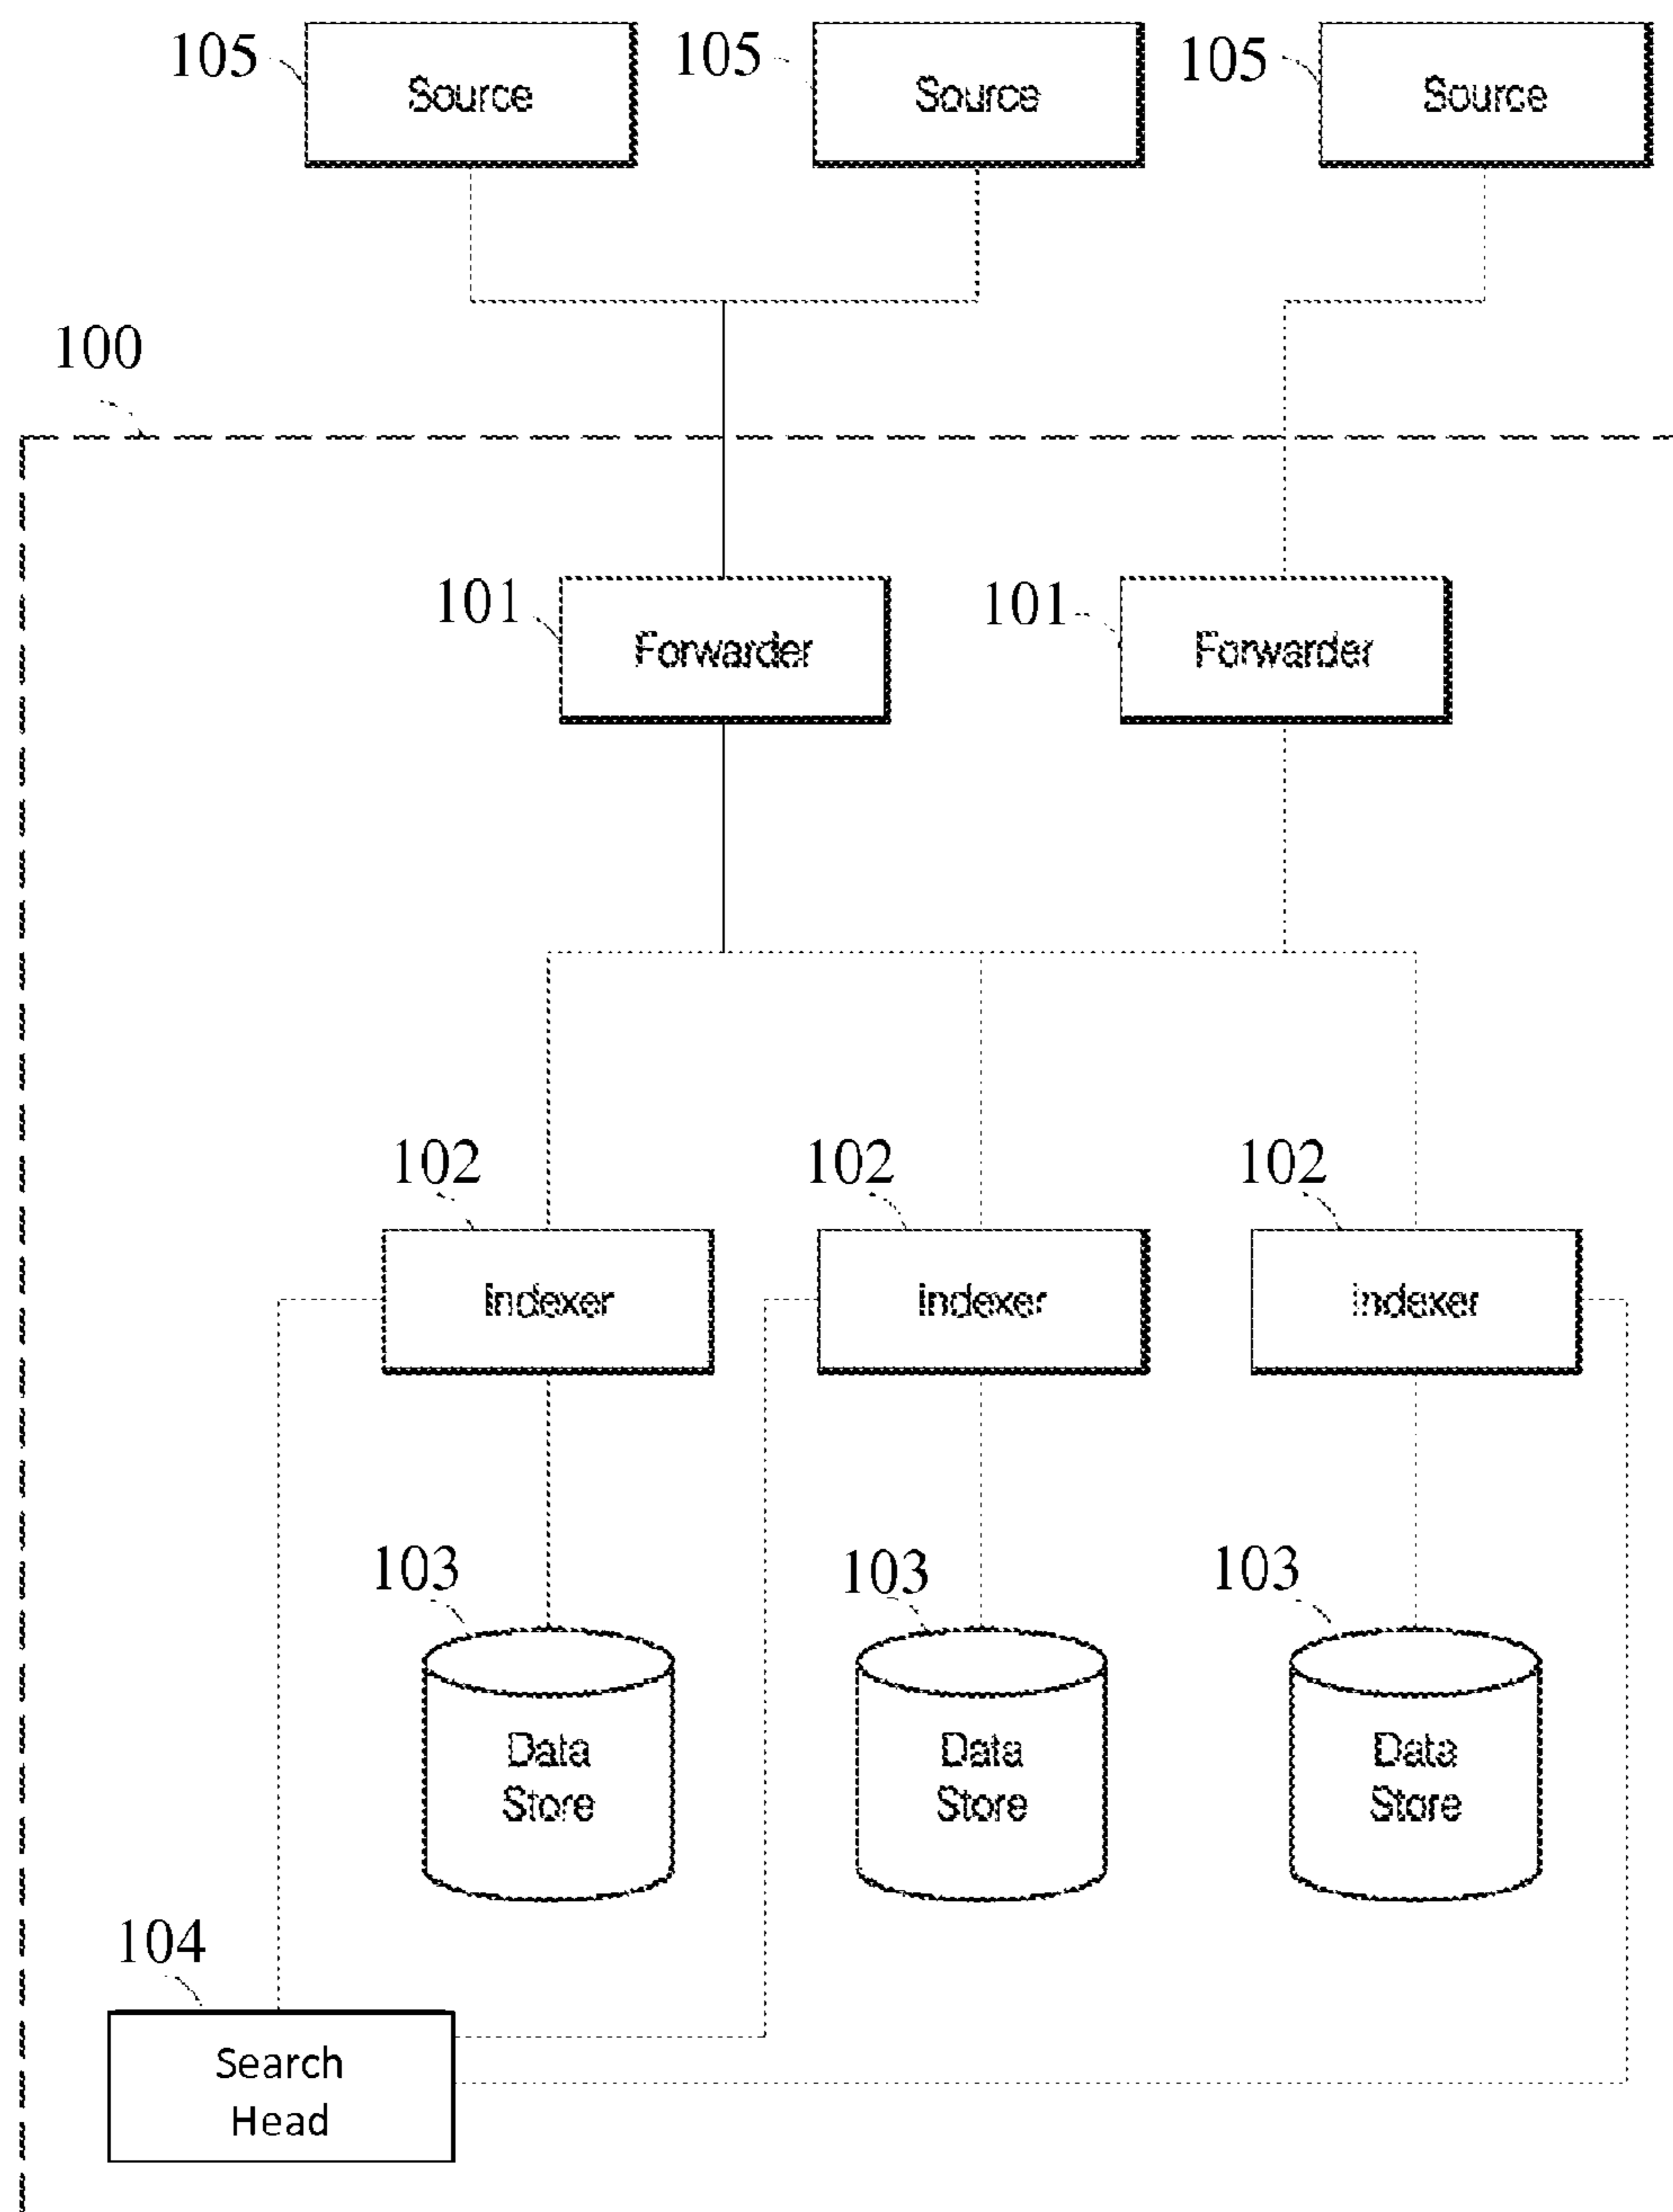 105
105
105
Source
Source
Source
100
101
101
Forwarder
Forwarder
102
102
102
Indexer
Indexer
Indexer
103
103
103
Data
Store
Data
Store
Data
Store
104
Search
Head